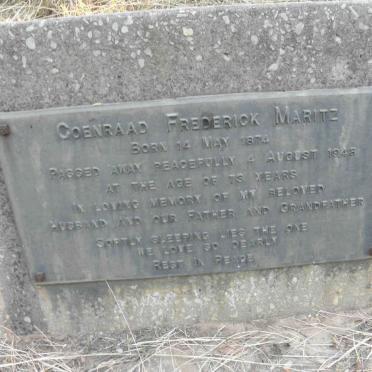 COENRAAD FREDERICK MARITZ
BORN 14 MAY 1874
PASSED AWAY PEACEFULLY 4 AUGUST 1948
AT THE AGE OF 73 YEARS
IN LOVING MEMORY OF MY BELOVED
HUSBAND AND OUR FATHER AND GRANDFATHER
SOFTLY SLEEPING LIES THE ONE
WE LOVE SO DEARLY
REST IN PEACE